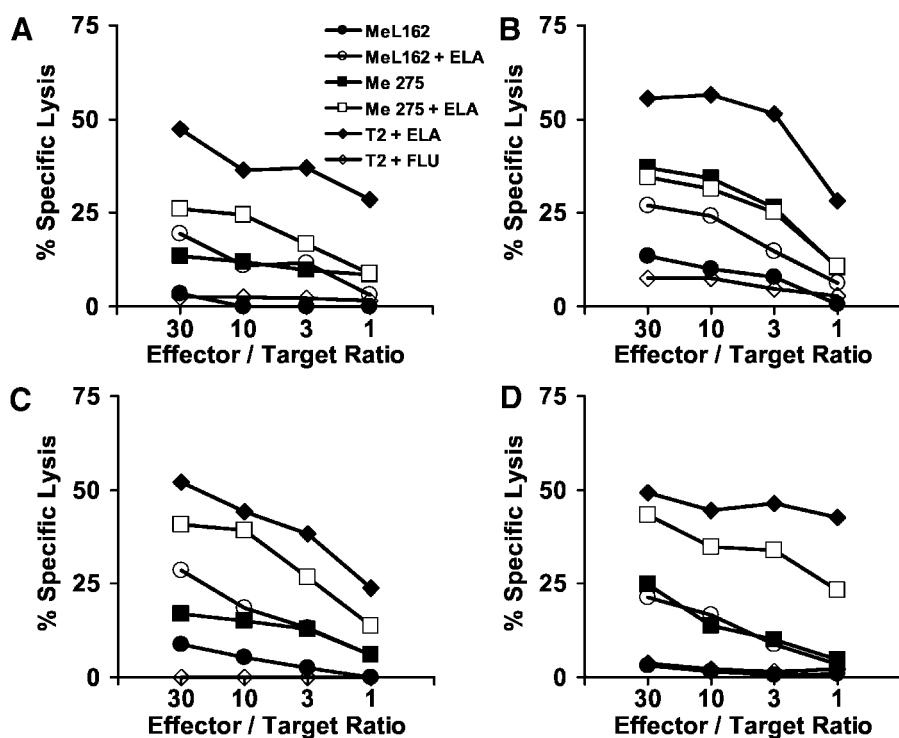 A
75
50
25
0
% Specific Lysis
30 10 3 1
Effector / Target Ratio
MeL162
MeL162 + ELA
Me 275
Me 275 + ELA
T2 + ELA
T2 + FLU
B
75
50
25
0
% Specific Lysis
30 10 3 1
Effector / Target Ratio
C
75
50
25
0
% Specific Lysis
30 10 3 1
Effector / Target Ratio
D
75
50
25
0
% Specific Lysis
30 10 3 1
Effector / Target Ratio